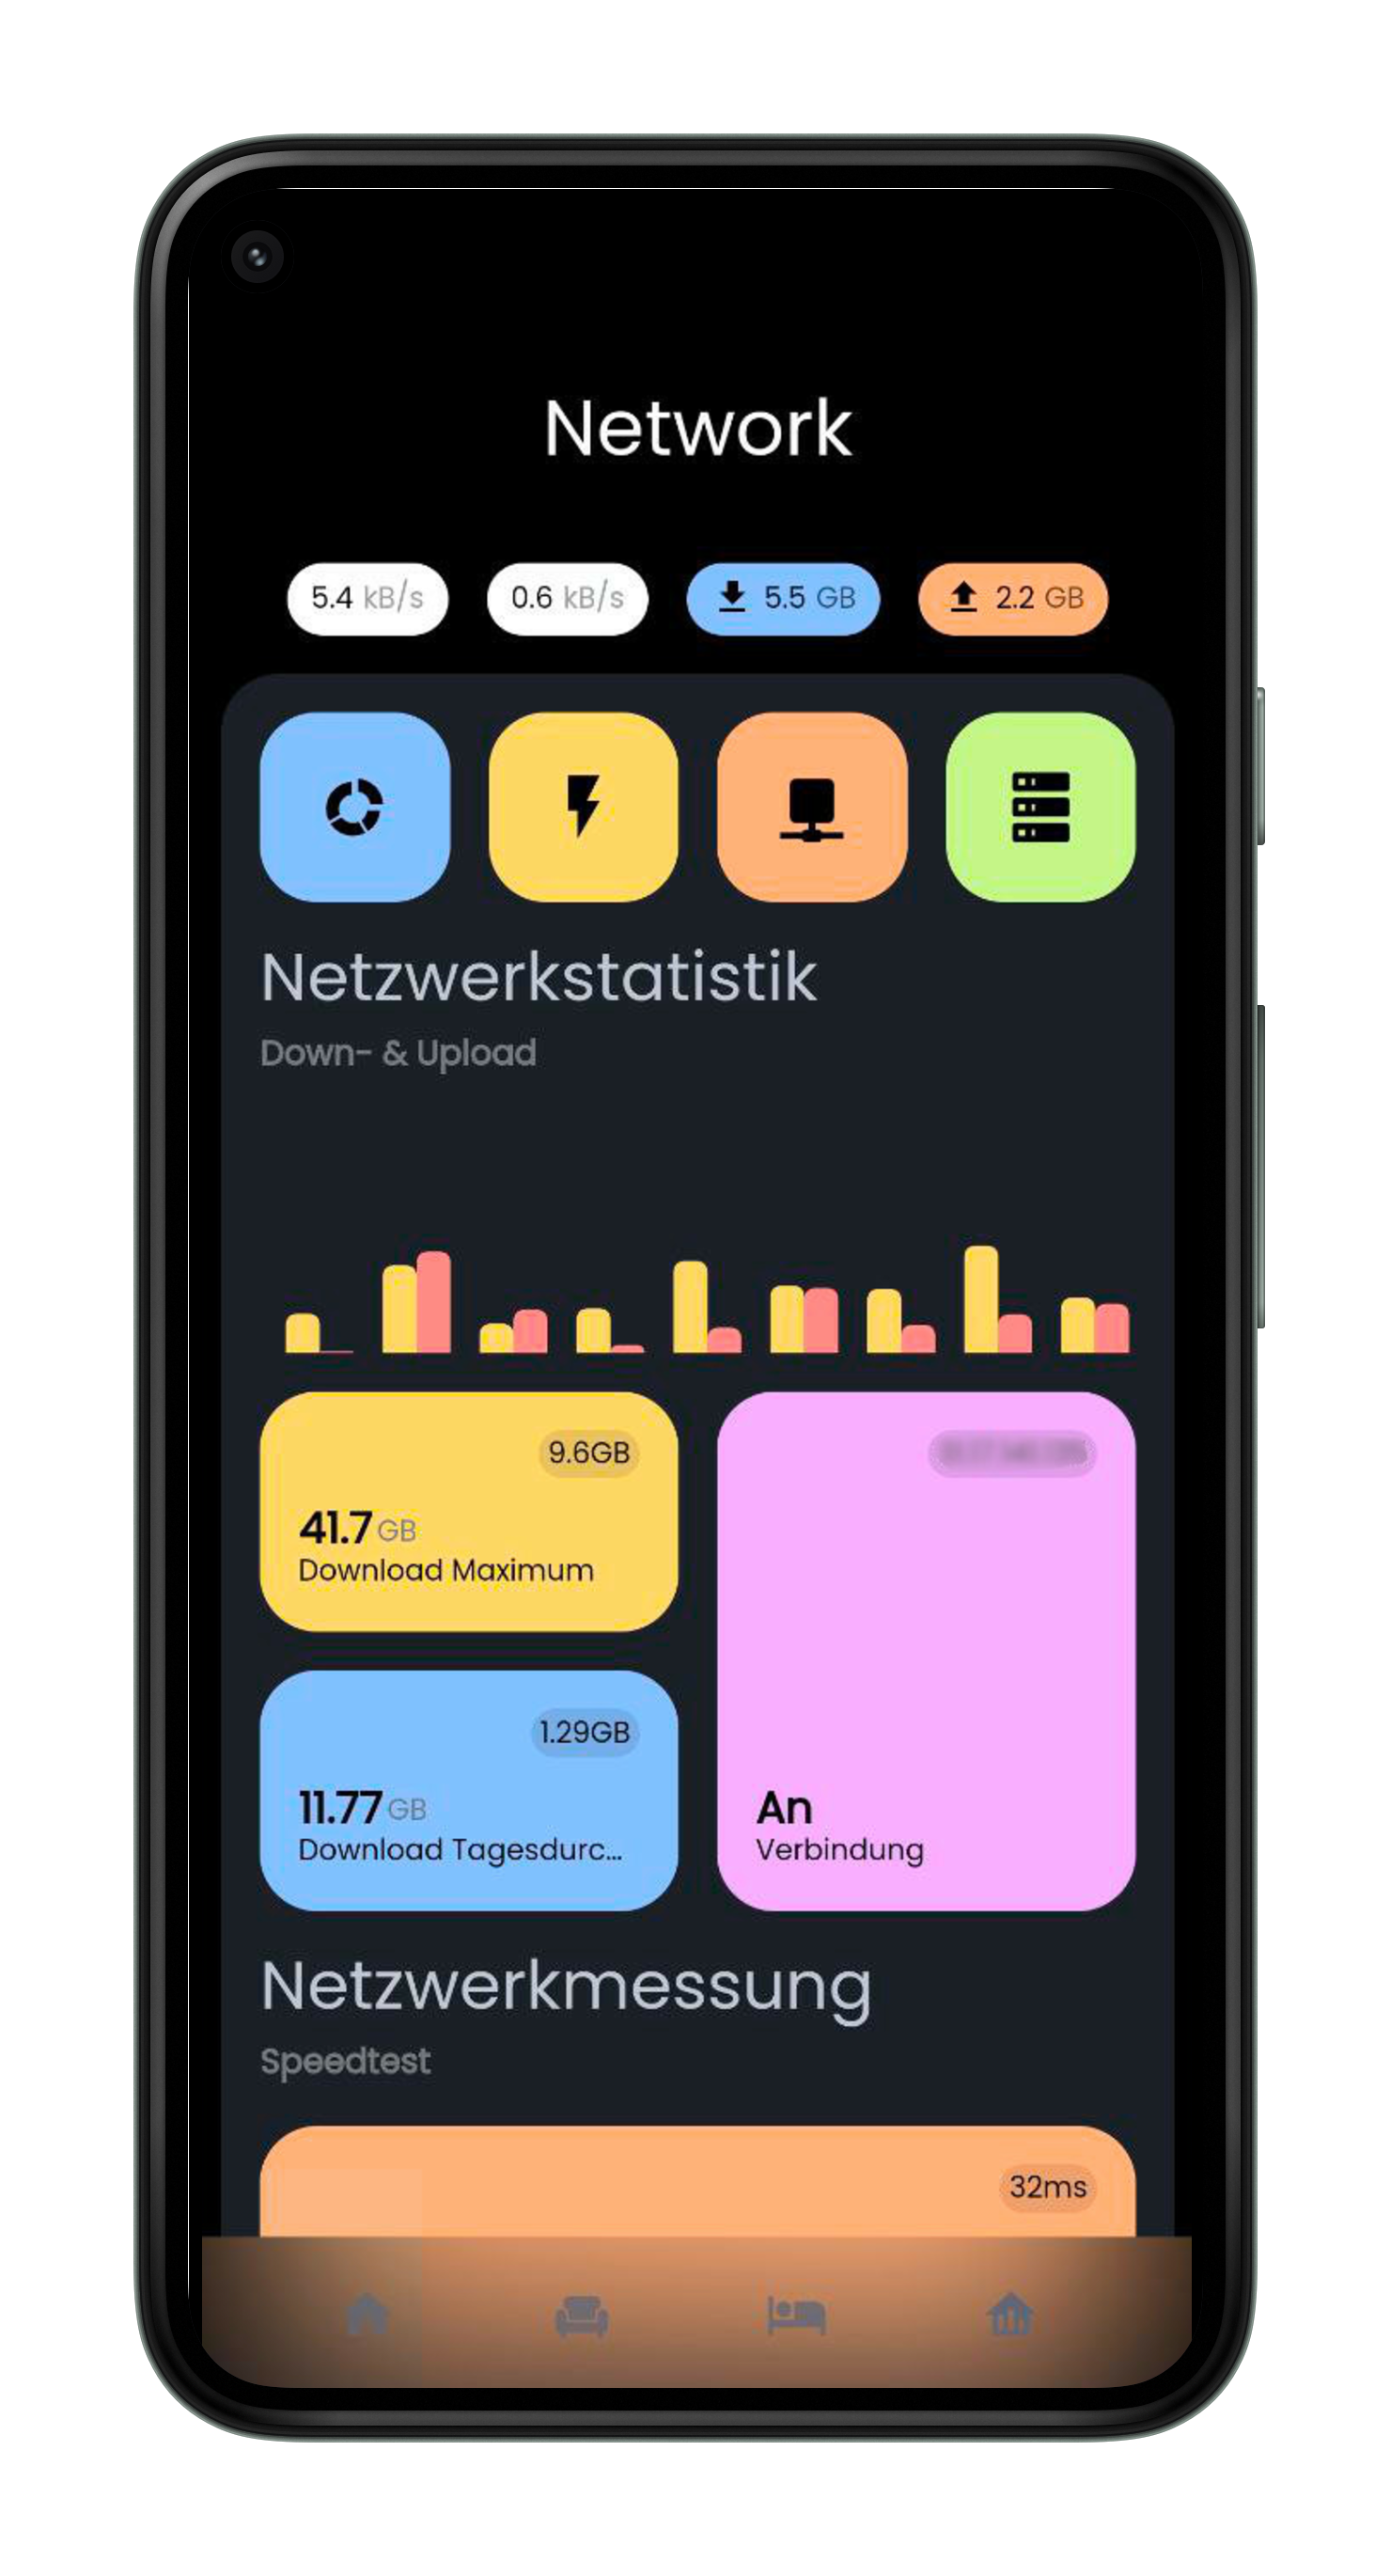 Network
5.4 kB/s 0.6 kB/s 5.5 GB 2.2 GB
Netzwerkstatistik
Down- & Upload
9.6GB
41.7 GB
Download Maximum
1.29GB
11.77 GB
Download Tagesdurc...
An
Verbindung
Netzwerkmessung
Speedtest
32ms